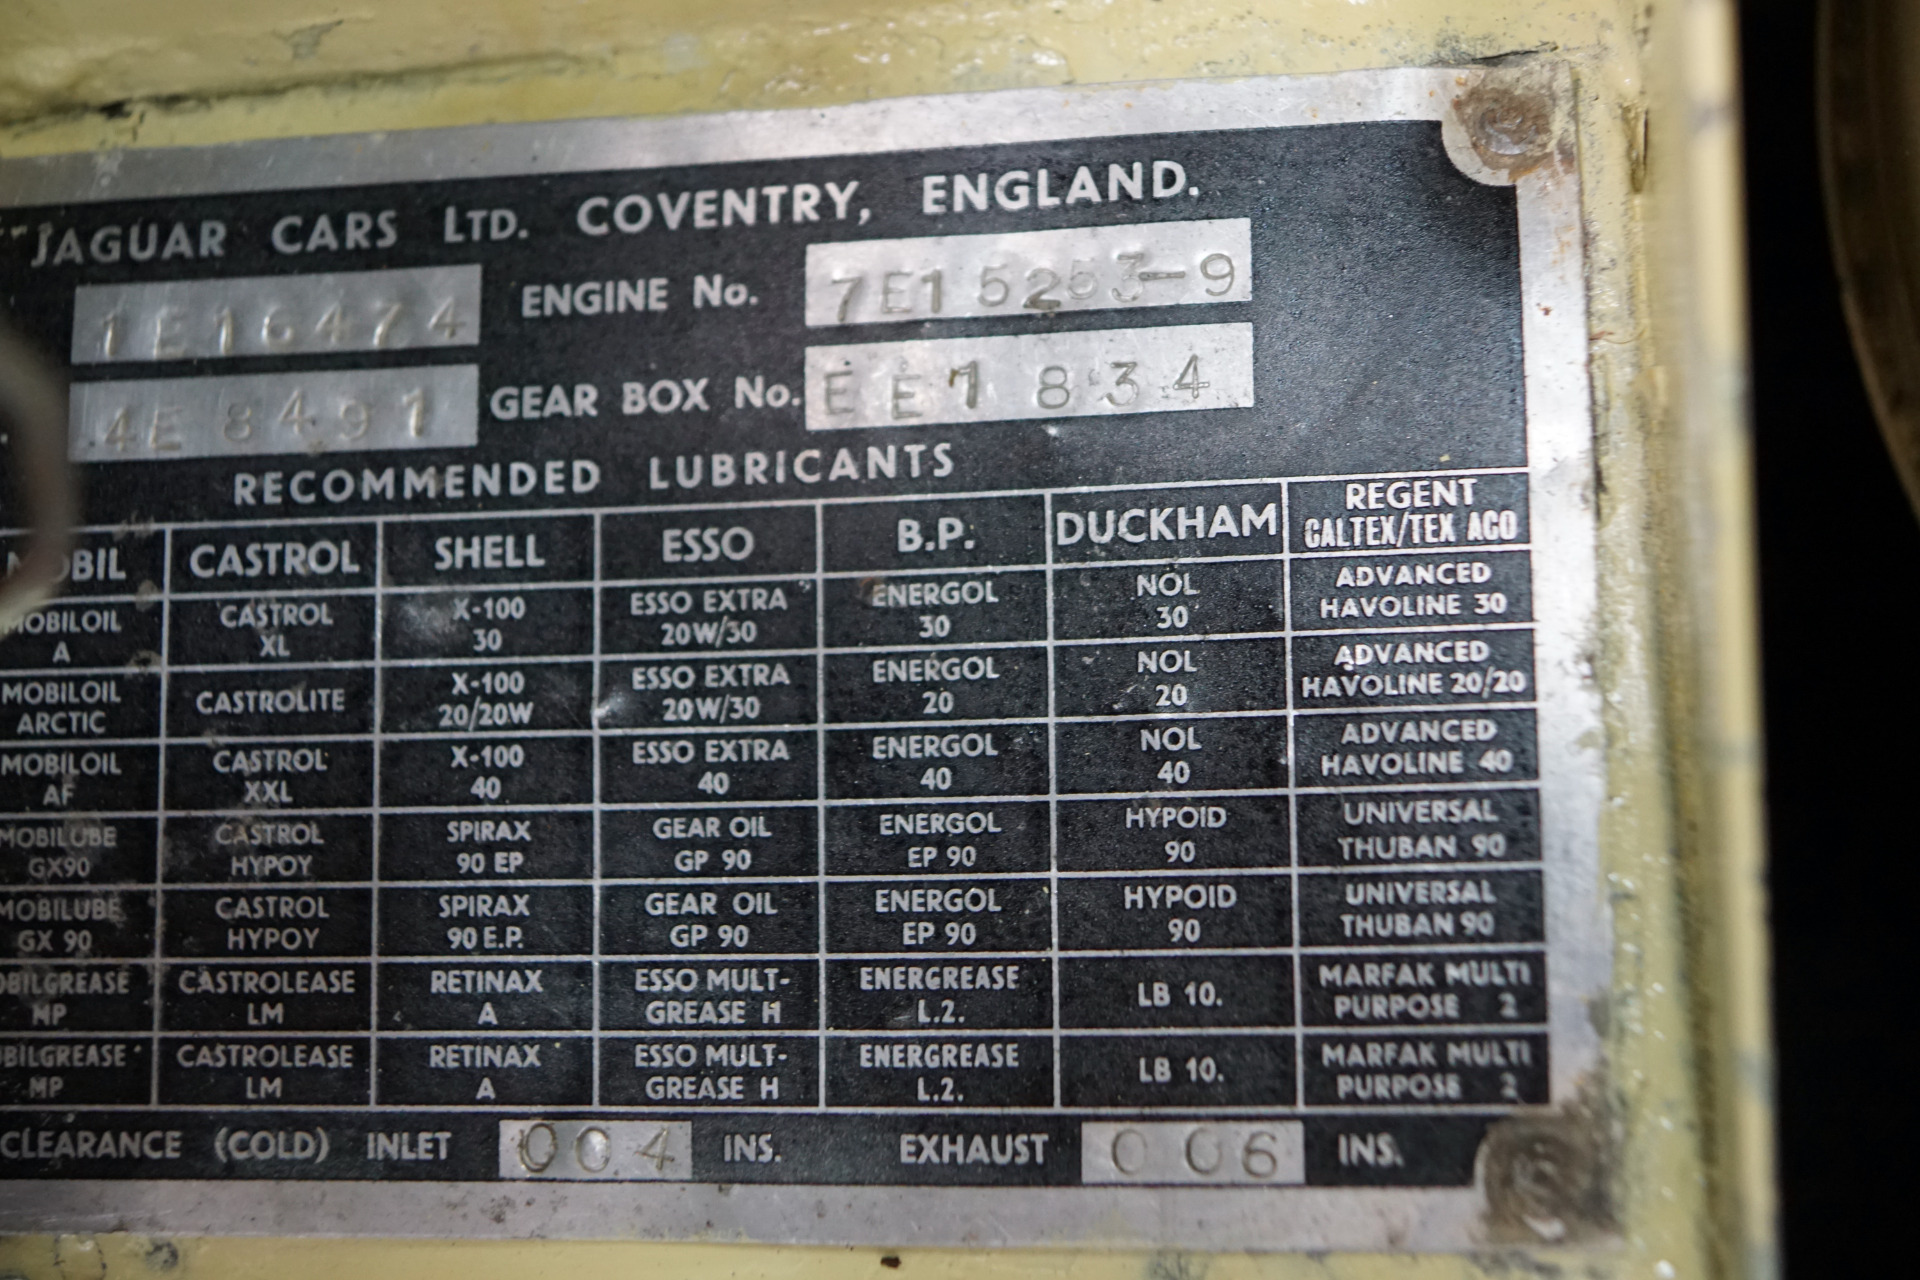 JAGUAR CARS LTD. COVENTRY, ENGLAND.
1E16474 ENGINE No. 7E15253-9
4E8491 GEAR BOX No. EE1834
RECOMMENDED LUBRICANTS
MOBIL CASTROL SHELL ESSO B.P. DUCKHAM REGENT
CALTEX/TEX ACO
MOBILOIL CASTROL X-100 ESSO EXTRA ENERGOL NOL ADVANCED
A XL 30 20W/30 30 30 HAVOLINE 30
MOBILOIL CASTROLITE X-100 ESSO EXTRA ENERGOL NOL ADVANCED
ARCTIC 20/20W 20W/30 20 20 HAVOLINE 20/20
MOBILOIL CASTROL X-100 ESSO EXTRA ENERGOL NOL ADVANCED
AF XXL 40 40 40 40 HAVOLINE 40
MOBILUBE CASTROL SPIRAX GEAR OIL ENERGOL HYPOID UNIVERSAL
GX90 HYPOY 90 EP GP 90 EP 90 90 THUBAN 90
MOBILUBE CASTROL SPIRAX GEAR OIL ENERGOL HYPOID UNIVERSAL
GX 90 HYPOY 90 E.P. GP 90 EP 90 90 THUBAN 90
OBILGREASE CASTROLEASE RETINAX ESSO MULT- ENERGREASE LB 10. MARFAK MULTI
MP LM A GREASE H L.2. PURPOSE 2
BILGREASE CASTROLEASE RETINAX ESSO MULT- ENERGREASE LB 10. MARFAK MULTI
MP LM A GREASE H L.2. PURPOSE 2
CLEARANCE (COLD) INLET 004 INS. EXHAUST 006 INS.